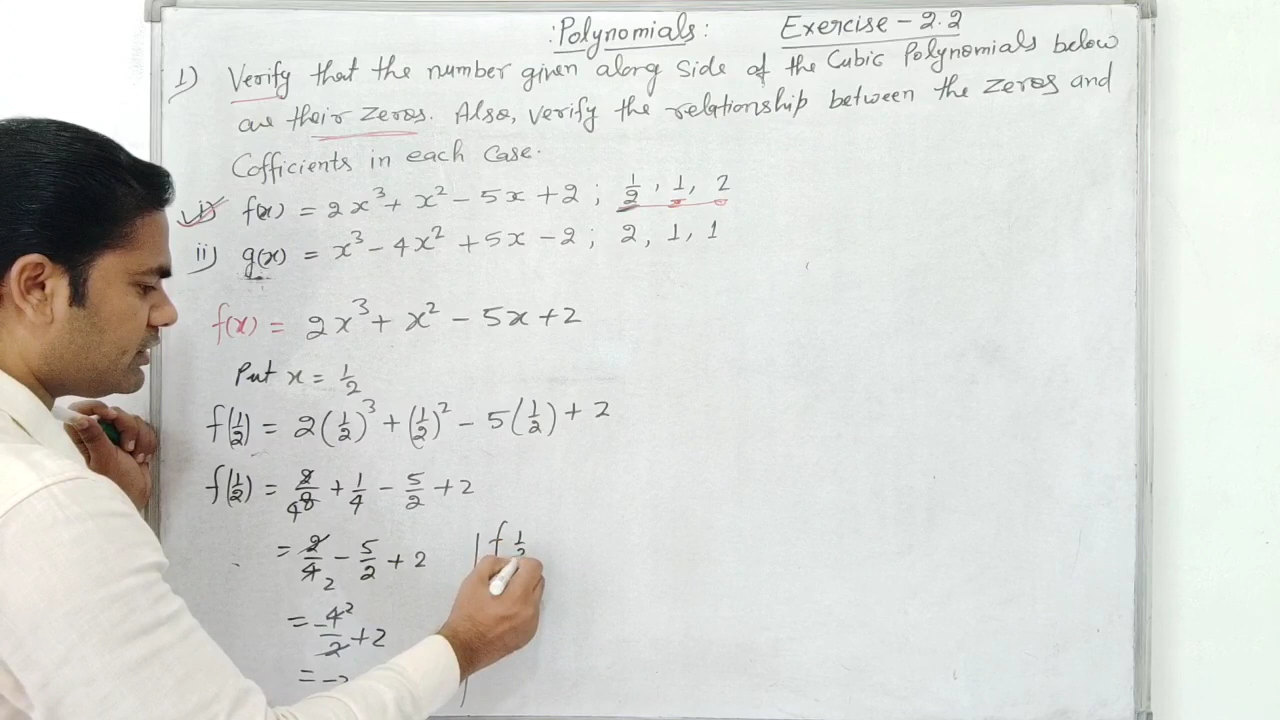 :Polynomials: Exercise - 2.2
1) Verify that the number given along side of the Cubic Polynomials below
are their zeros. Also, verify the relationship between the zeros and
Cofficients in each case.
i) f(x) = 2x³ + x² - 5x + 2 ; 1/2, 1, 2
ii) g(x) = x³ - 4x² + 5x - 2 ; 2, 1, 1
f(x) = 2x³ + x² - 5x + 2
Put x = 1/2
f(1/2) = 2(1/2)³ + (1/2)² - 5(1/2) + 2
f(1/2) = 2/8 4 + 1/4 - 5/2 + 2
= 2/4 2 - 5/2 + 2
= -4 2/2 + 2
= -2
f 1/2